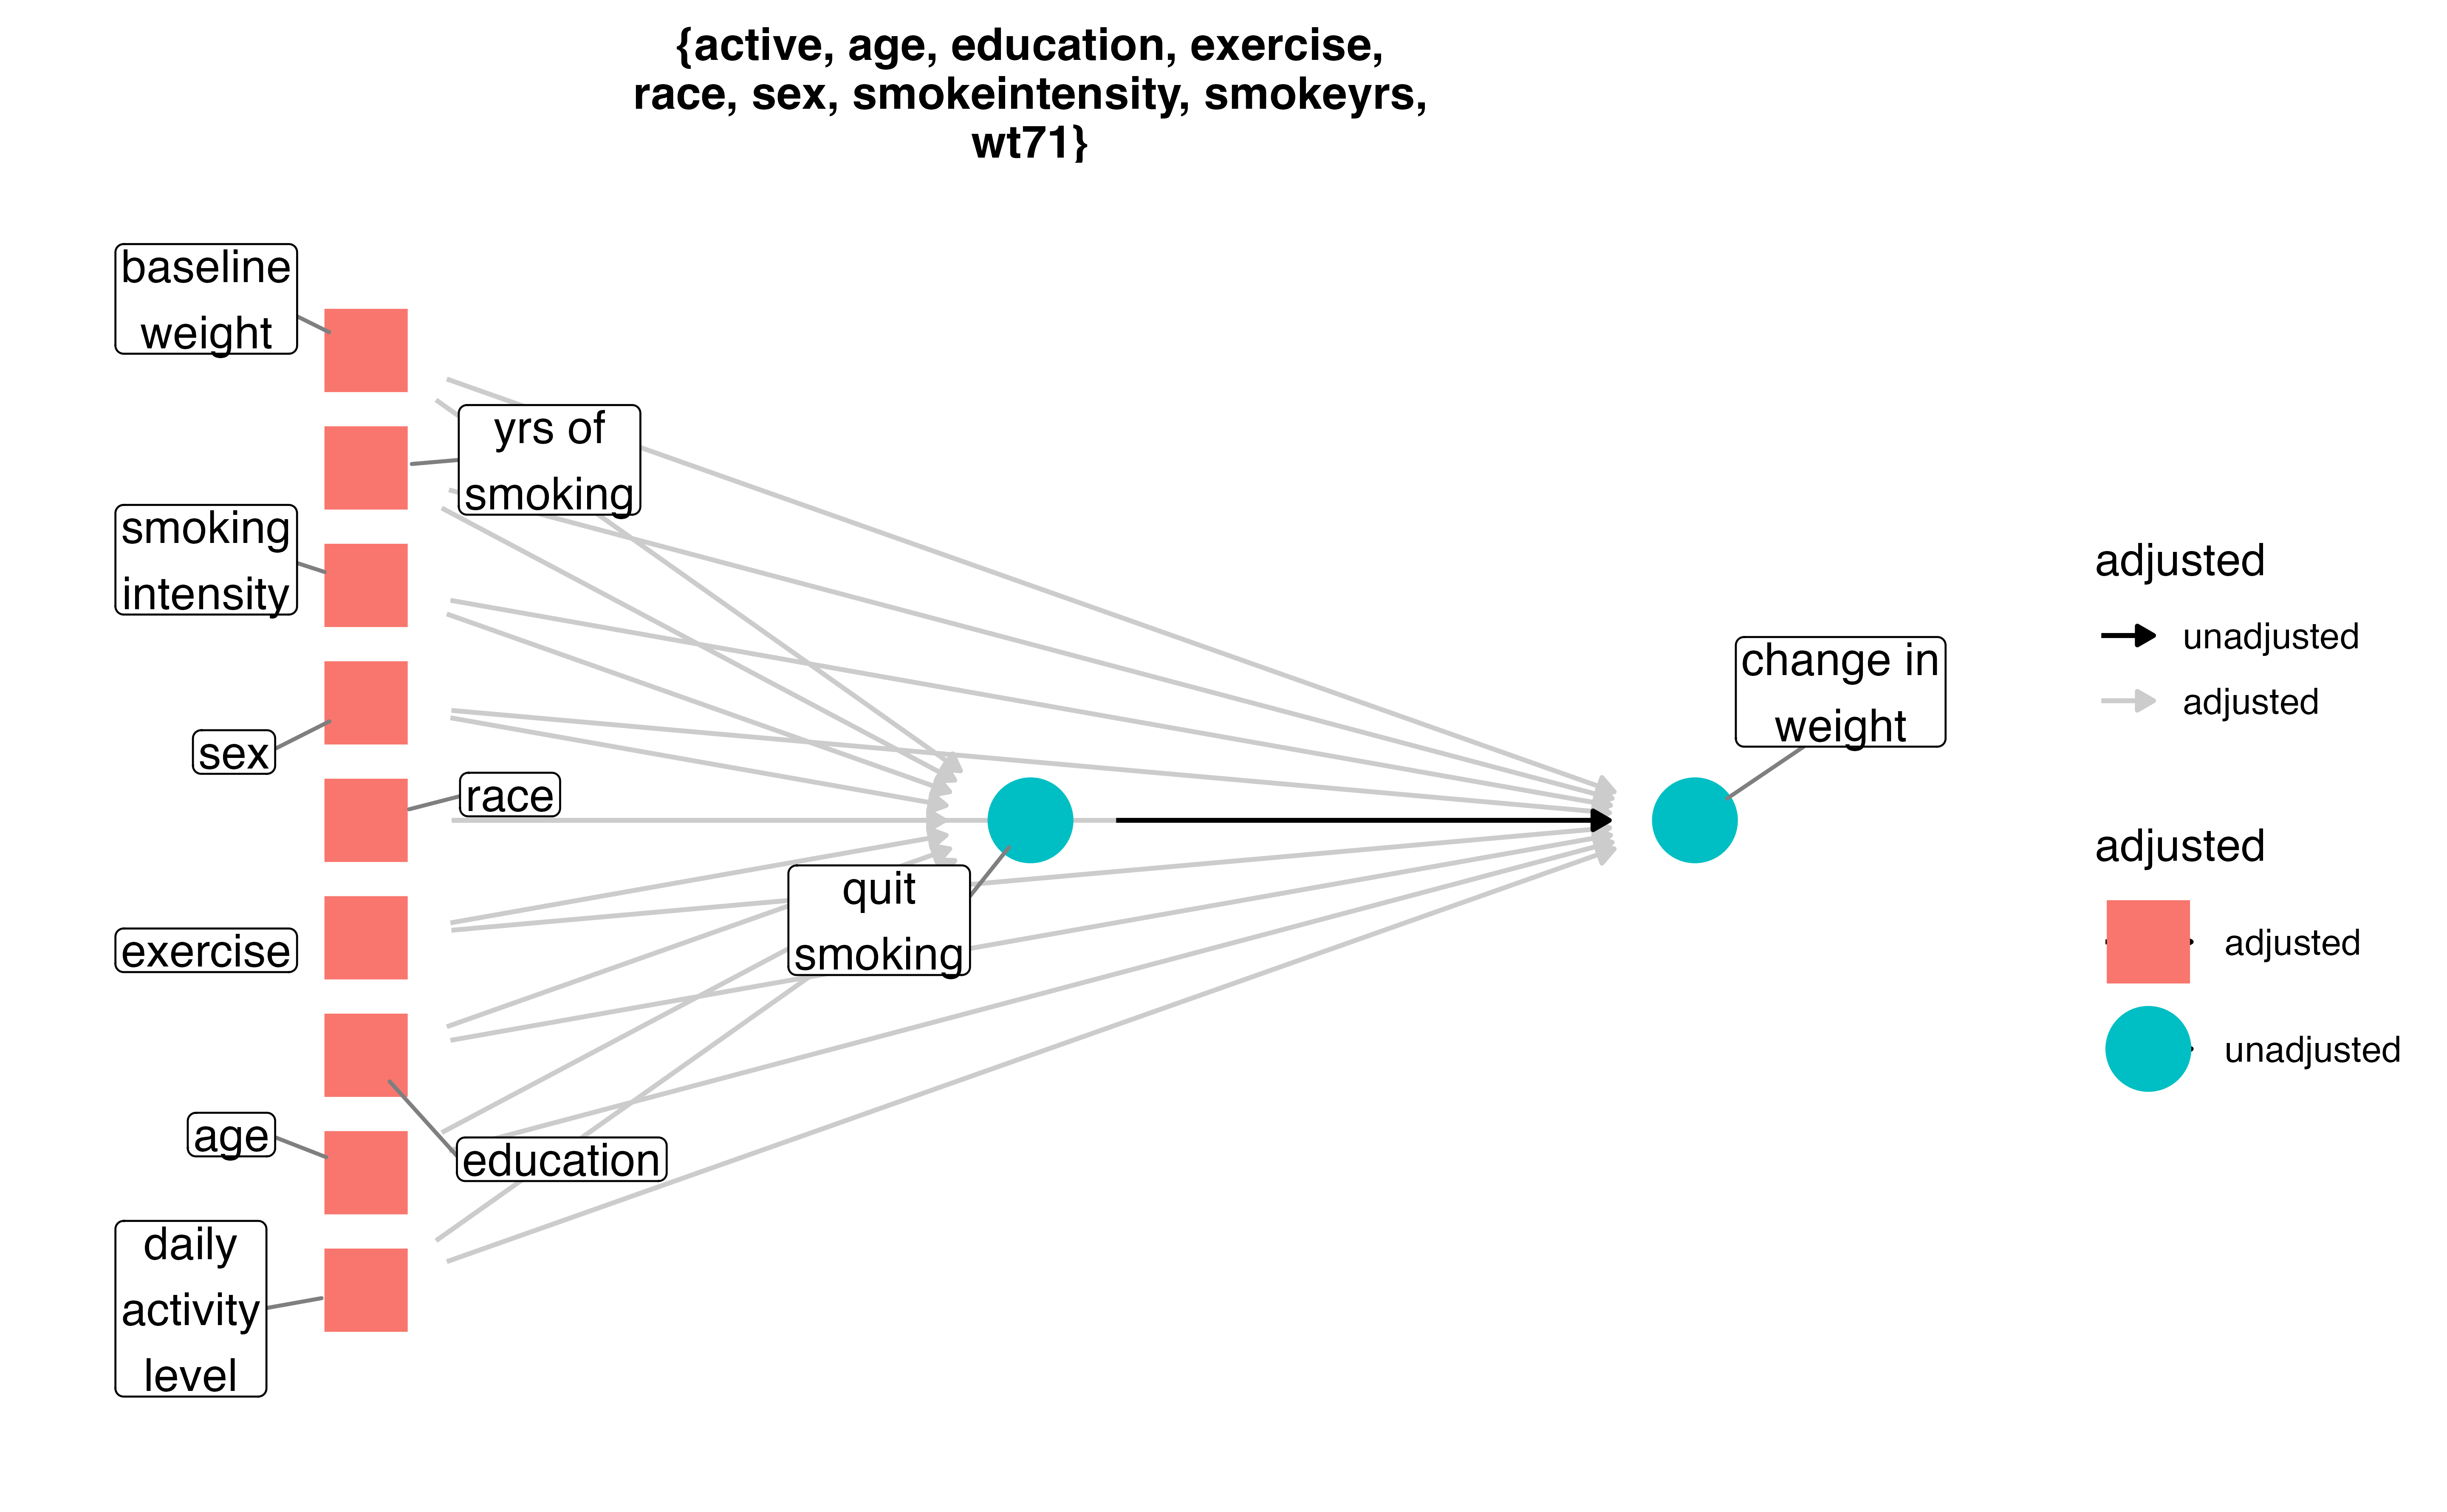 {active, age, education, exercise,
race, sex, smokeintensity, smokeyrs,
wt71}
baseline
weight
yrs of
smoking
smoking
intensity
sex
race
exercise
age
education
daily
activity
level
quit
smoking
change in
weight
adjusted
unadjusted
adjusted
adjusted
adjusted
unadjusted